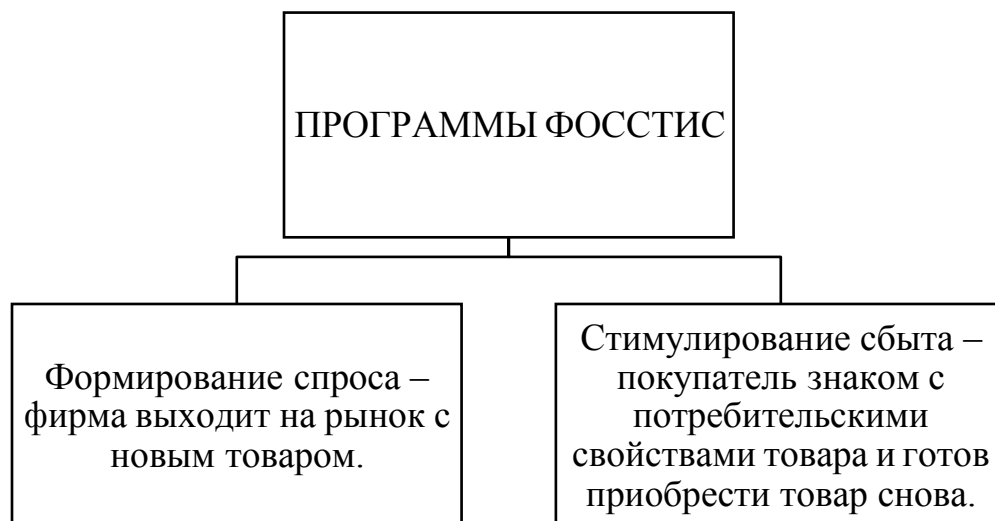 ПРОГРАММЫ ФОССТИС
Формирование спроса –
фирма выходит на рынок с
новым товаром.
Стимулирование сбыта –
покупатель знаком с
потребительскими
свойствами товара и готов
приобрести товар снова.